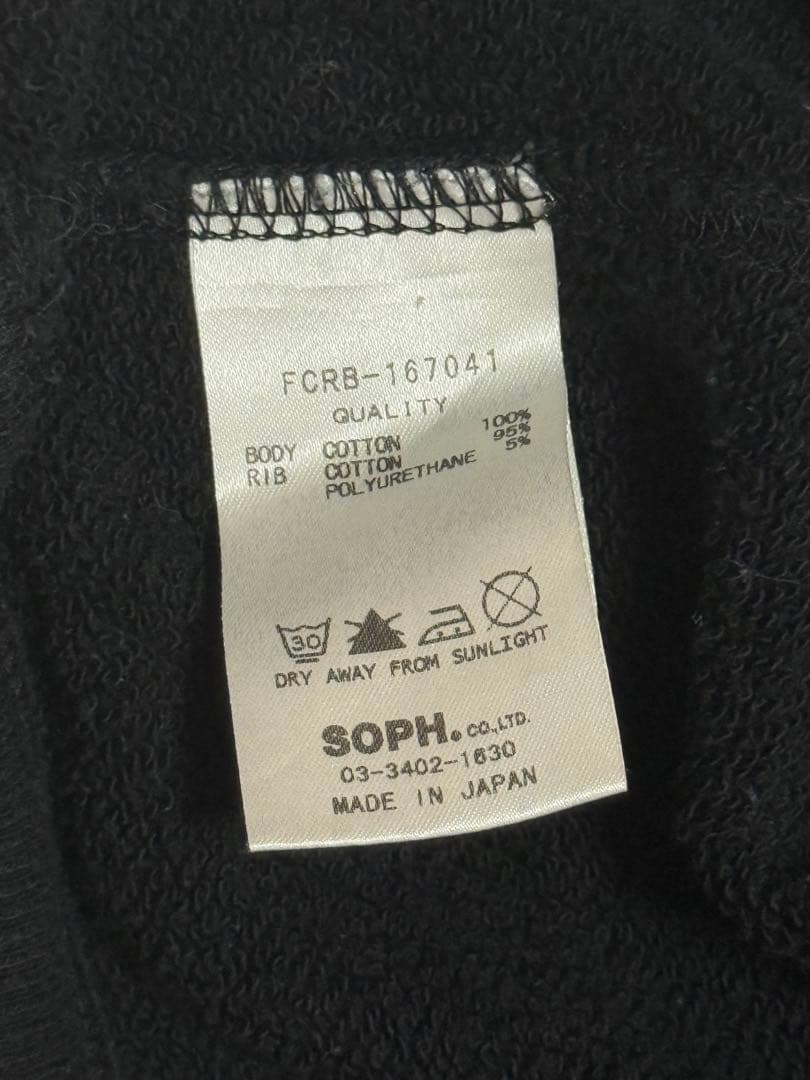 FCRB-167041
QUALITY
BODY COTTON 100%
RIB COTTON 95%
POLYURETHANE 5%
30
DRY AWAY FROM SUNLIGHT
SOPH. CO.,LTD.
03-3402-1630
MADE IN JAPAN